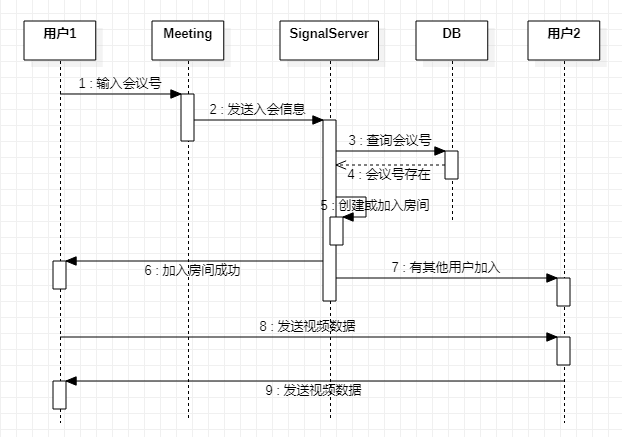 用户1
Meeting
SignalServer
DB
用户2
1 : 输入会议号
2 : 发送入会信息
3 : 查询会议号
4 : 会议号存在
5 : 创建或加入房间
6 : 加入房间成功
7 : 有其他用户加入
8 : 发送视频数据
9 : 发送视频数据